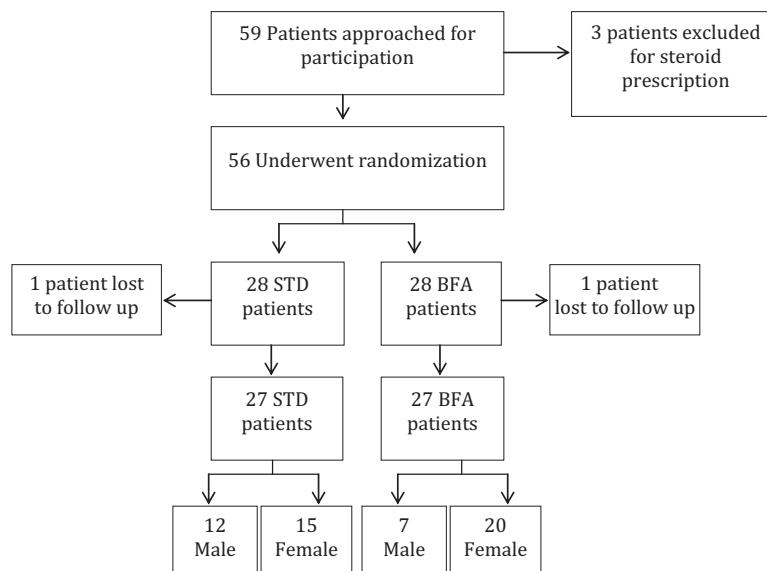 59 Patients approached for
participation
3 patients excluded
for steroid
prescription
56 Underwent randomization
1 patient lost
to follow up
28 STD
patients
28 BFA
patients
1 patient
lost to follow up
27 STD
patients
27 BFA
patients
12
Male
15
Female
7
Male
20
Female